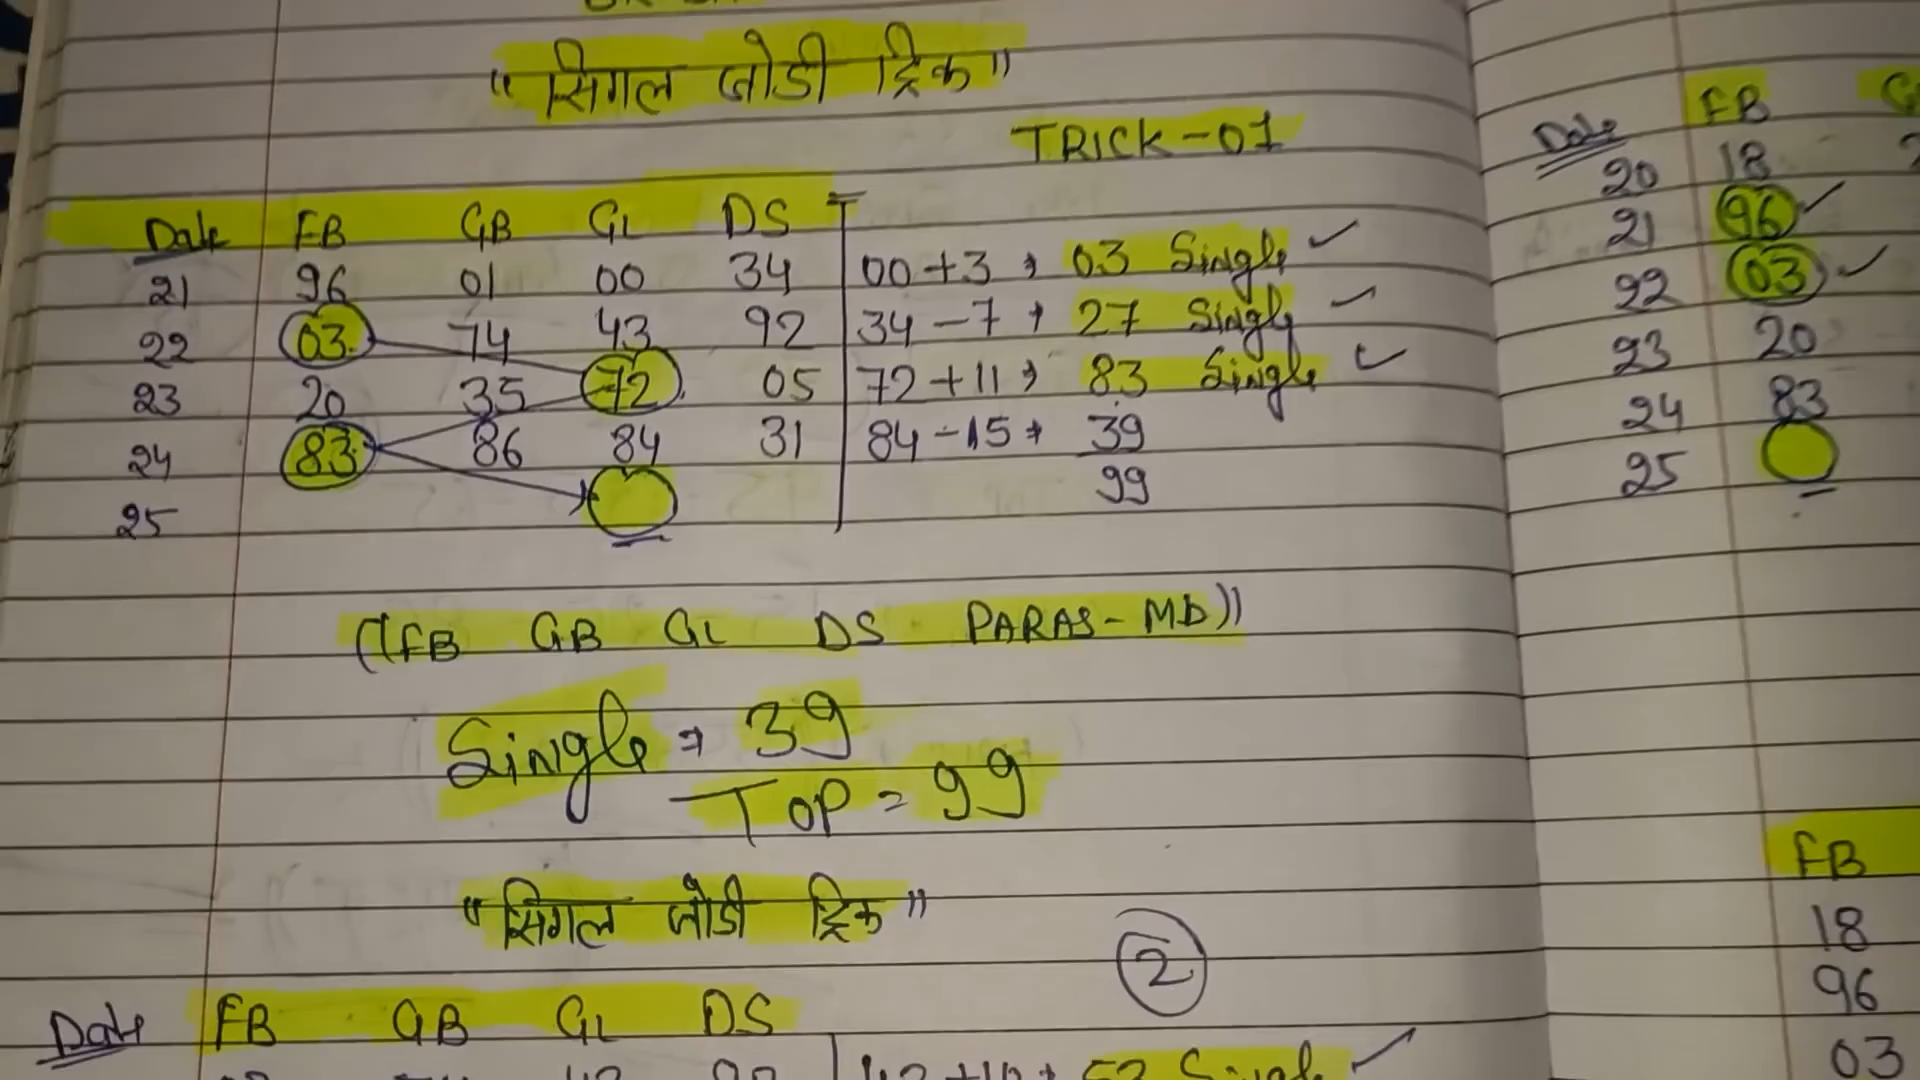 "सिगल जोडी ट्रिक"
TRICK-01
Date FB GB GL DS
21 96 01 00 34 00+3 → 03 Single ✓
22 03 74 43 92 34-7 → 27 Single ✓
23 20 35 72 05 72+11 → 83 Single ✓
24 83 86 84 31 84-15 → 39
99
25
((FB GB GL DS PARAS-MD))
Single → 39
TOP = 99
"सिगल जोडी ट्रिक"
2
Date FB GB GL DS
Date FB
20 18
21 96 ✓
22 03 ✓
23 20
24 83
25
FB
18
96
03